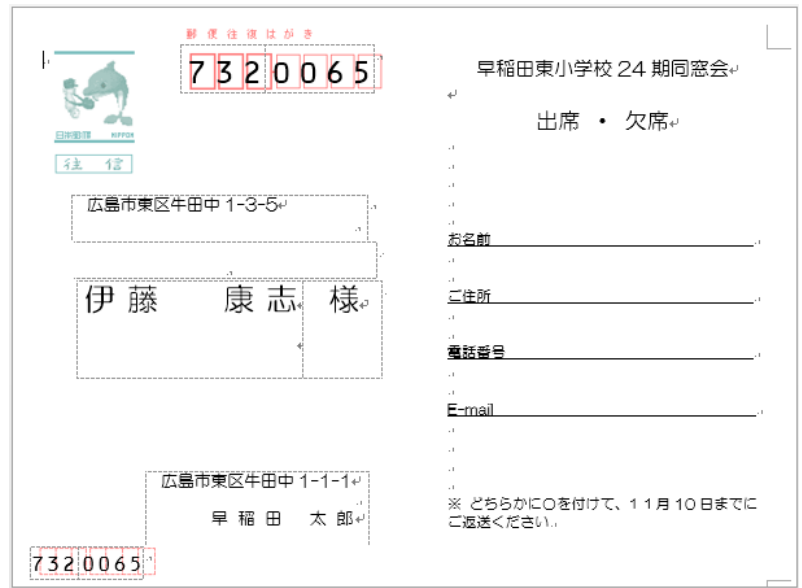 郵便往復はがき
7320065
日本郵便 NIPPON
往 信
広島市東区牛田中 1-3-5
伊 藤 康 志 様
広島市東区牛田中 1-1-1
早 稲 田 太 郎
7320065
早稲田東小学校 24 期同窓会
出席 ・ 欠席
お名前
ご住所
電話番号
E-mail
※ どちらかに〇を付けて、11月 10 日までに
ご返送ください。